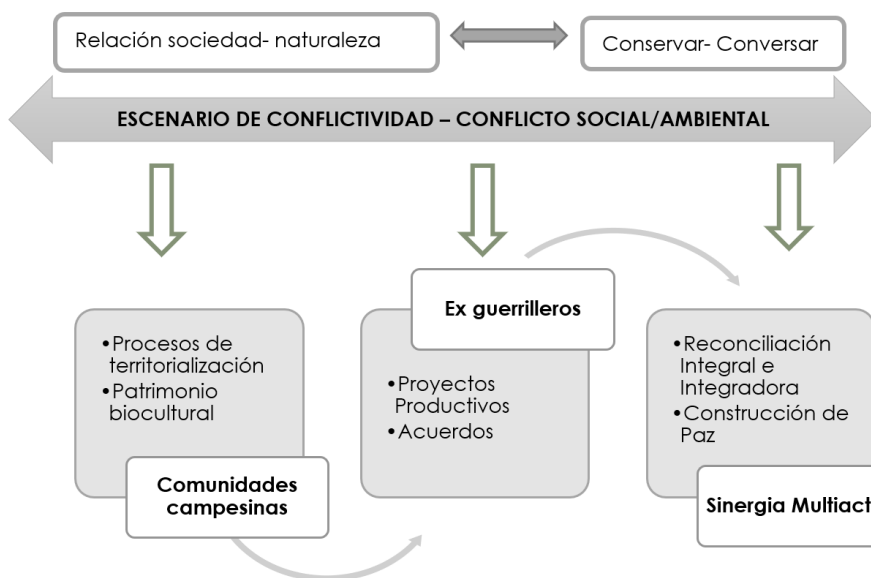 Relación sociedad- naturaleza
Conservar- Conversar
ESCENARIO DE CONFLICTIVIDAD – CONFLICTO SOCIAL/AMBIENTAL
•Procesos de
territorialización
•Patrimonio
biocultural
Comunidades
campesinas
Ex guerrilleros
•Proyectos
Productivos
•Acuerdos
•Reconciliación
Integral e
Integradora
•Construcción de
Paz
Sinergia